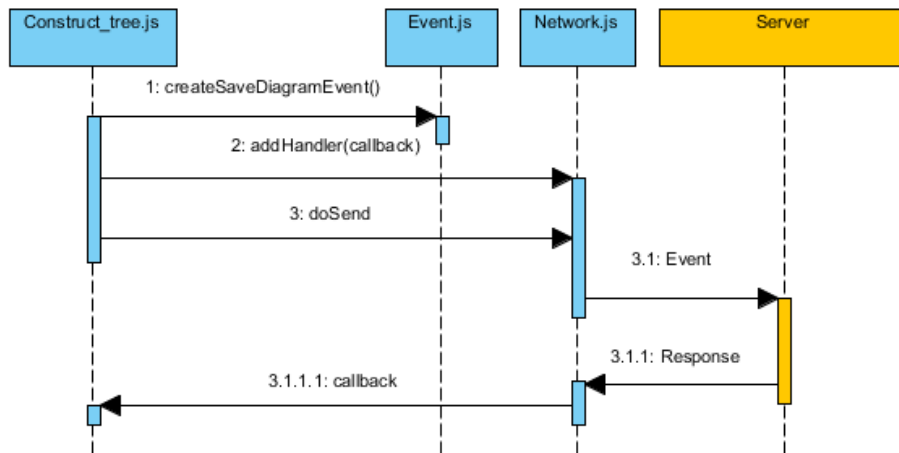 Construct_tree.js
Event.js
Network.js
Server
1: createSaveDiagramEvent()
2: addHandler(callback)
3: doSend
3.1: Event
3.1.1: Response
3.1.1.1: callback